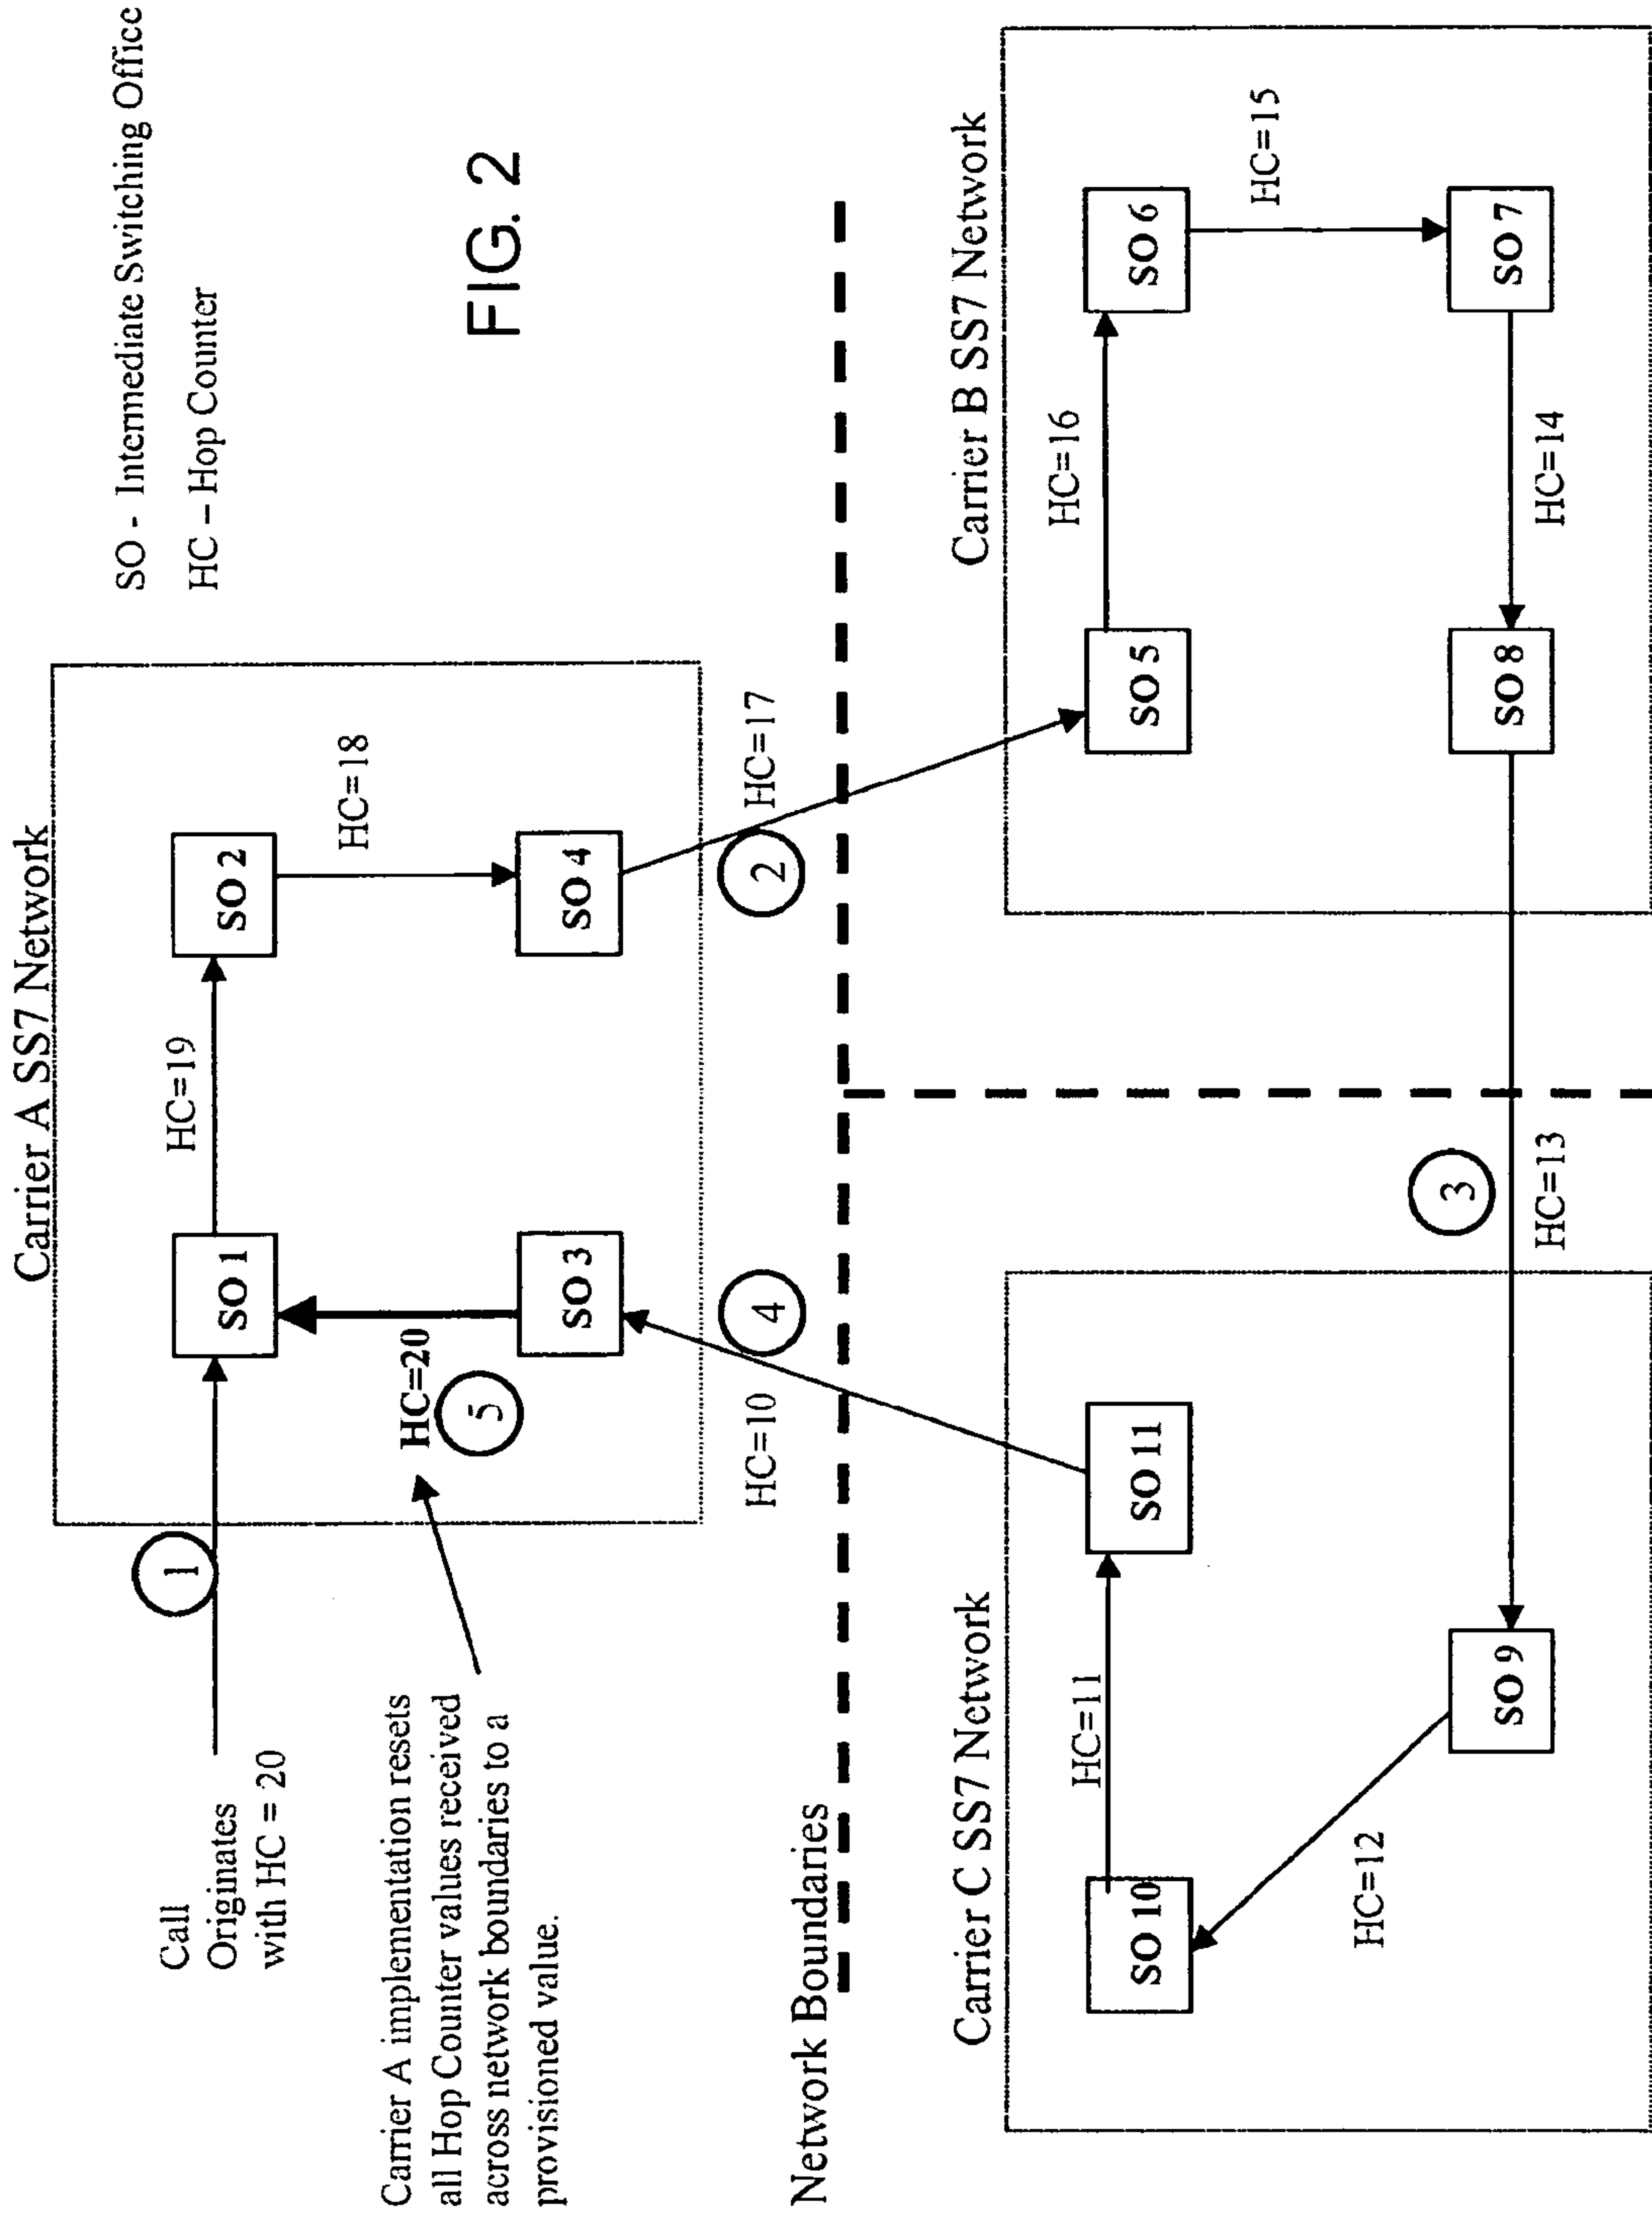 Carrier A SS7 Network
SO - Intermediate Switching Office
HC – Hop Counter
FIG. 2
Call
Originates
with HC = 20
1
SO 1
HC=19
SO 2
HC=18
SO 4
SO 3
HC=20
5
Carrier A implementation resets
all Hop Counter values received
across network boundaries to a
provisioned value.
HC=10
4
2
HC=17
Network Boundaries
Carrier C SS7 Network
SO 10
HC=11
SO 11
HC=12
SO 9
3
HC=13
Carrier B SS7 Network
SO 5
HC=16
SO 6
HC=15
SO 8
HC=14
SO 7